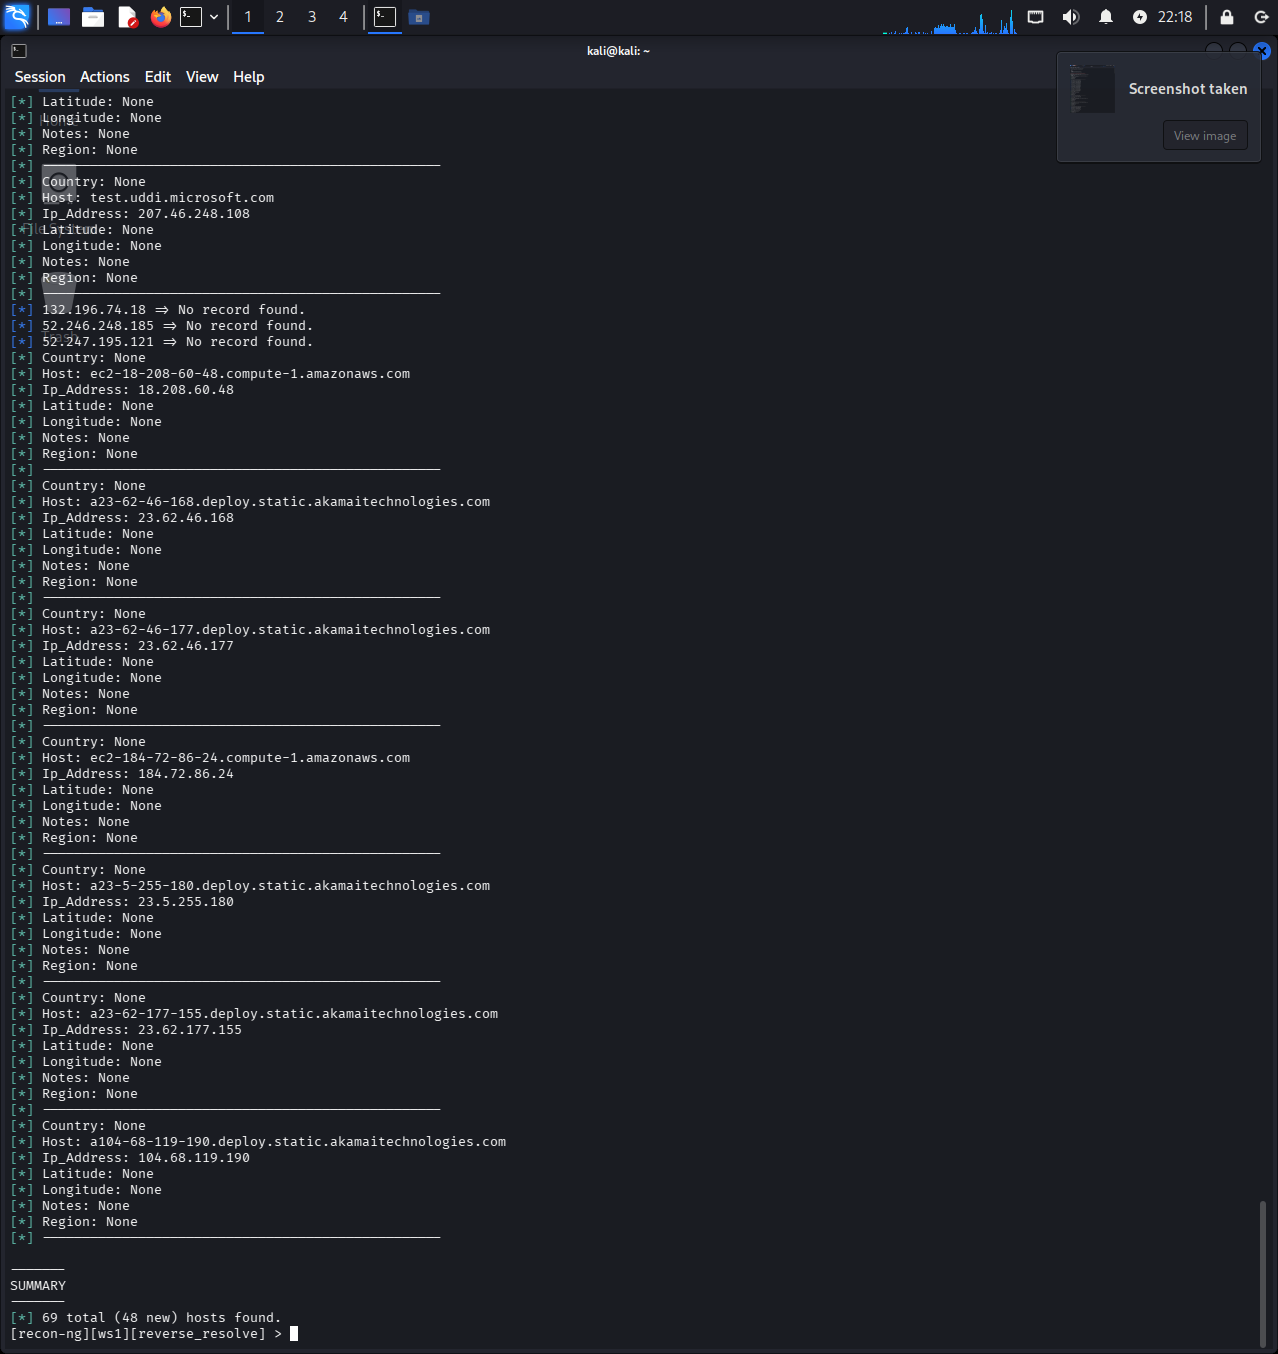 1 2 3 4 22:18
kali@kali: ~
Session Actions Edit View Help
Screenshot taken
View image
Home
File System
Trash
[*] Latitude: None
[*] Longitude: None
[*] Notes: None
[*] Region: None
[*] --------------------------------------------------
[*] Country: None
[*] Host: test.uddi.microsoft.com
[*] Ip_Address: 207.46.248.108
[*] Latitude: None
[*] Longitude: None
[*] Notes: None
[*] Region: None
[*] --------------------------------------------------
[*] 132.196.74.18 => No record found.
[*] 52.246.248.185 => No record found.
[*] 52.247.195.121 => No record found.
[*] Country: None
[*] Host: ec2-18-208-60-48.compute-1.amazonaws.com
[*] Ip_Address: 18.208.60.48
[*] Latitude: None
[*] Longitude: None
[*] Notes: None
[*] Region: None
[*] --------------------------------------------------
[*] Country: None
[*] Host: a23-62-46-168.deploy.static.akamaitechnologies.com
[*] Ip_Address: 23.62.46.168
[*] Latitude: None
[*] Longitude: None
[*] Notes: None
[*] Region: None
[*] --------------------------------------------------
[*] Country: None
[*] Host: a23-62-46-177.deploy.static.akamaitechnologies.com
[*] Ip_Address: 23.62.46.177
[*] Latitude: None
[*] Longitude: None
[*] Notes: None
[*] Region: None
[*] --------------------------------------------------
[*] Country: None
[*] Host: ec2-184-72-86-24.compute-1.amazonaws.com
[*] Ip_Address: 184.72.86.24
[*] Latitude: None
[*] Longitude: None
[*] Notes: None
[*] Region: None
[*] --------------------------------------------------
[*] Country: None
[*] Host: a23-5-255-180.deploy.static.akamaitechnologies.com
[*] Ip_Address: 23.5.255.180
[*] Latitude: None
[*] Longitude: None
[*] Notes: None
[*] Region: None
[*] --------------------------------------------------
[*] Country: None
[*] Host: a23-62-177-155.deploy.static.akamaitechnologies.com
[*] Ip_Address: 23.62.177.155
[*] Latitude: None
[*] Longitude: None
[*] Notes: None
[*] Region: None
[*] --------------------------------------------------
[*] Country: None
[*] Host: a104-68-119-190.deploy.static.akamaitechnologies.com
[*] Ip_Address: 104.68.119.190
[*] Latitude: None
[*] Longitude: None
[*] Notes: None
[*] Region: None
[*] --------------------------------------------------
-------
SUMMARY
-------
[*] 69 total (48 new) hosts found.
[recon-ng][ws1][reverse_resolve] >